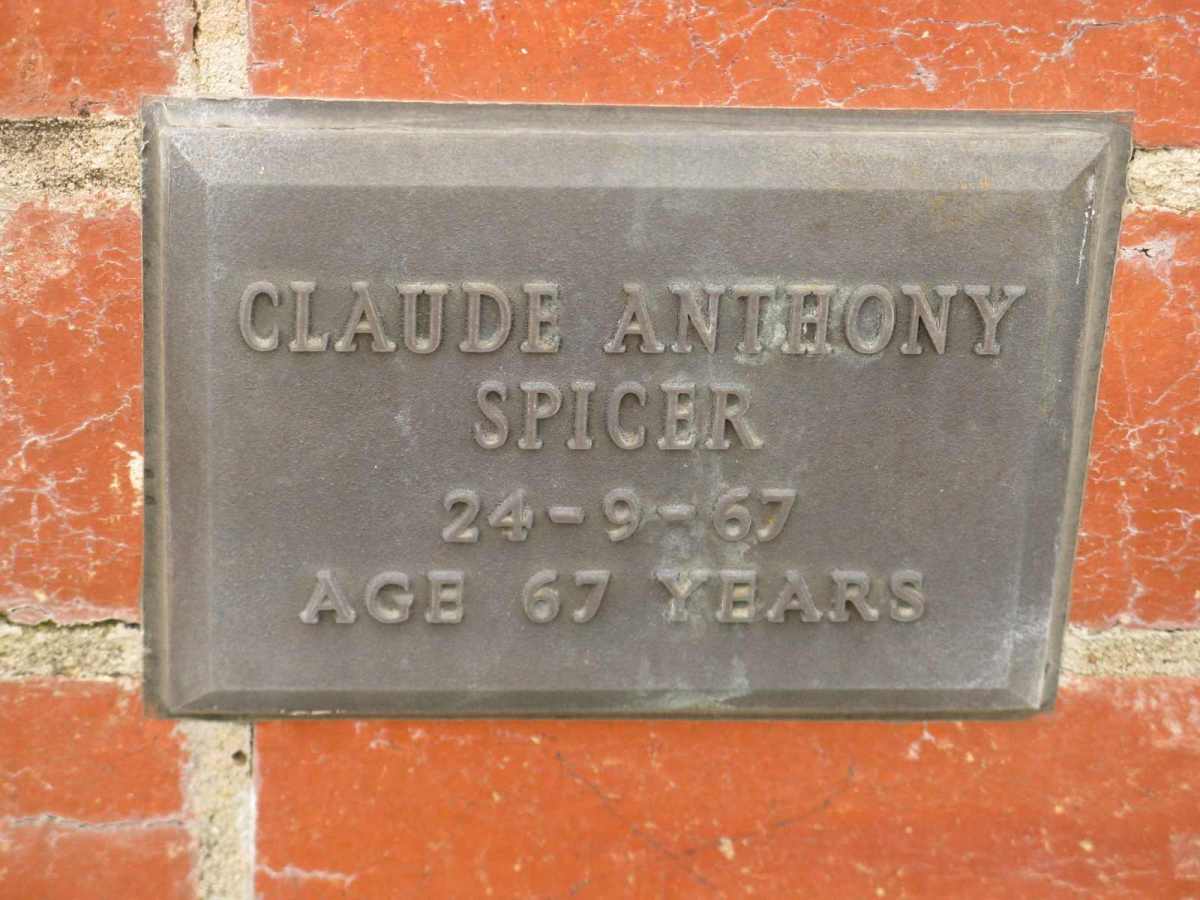 CLAUDE ANTHONY
SPICER
24-9-67
AGE 67 YEARS